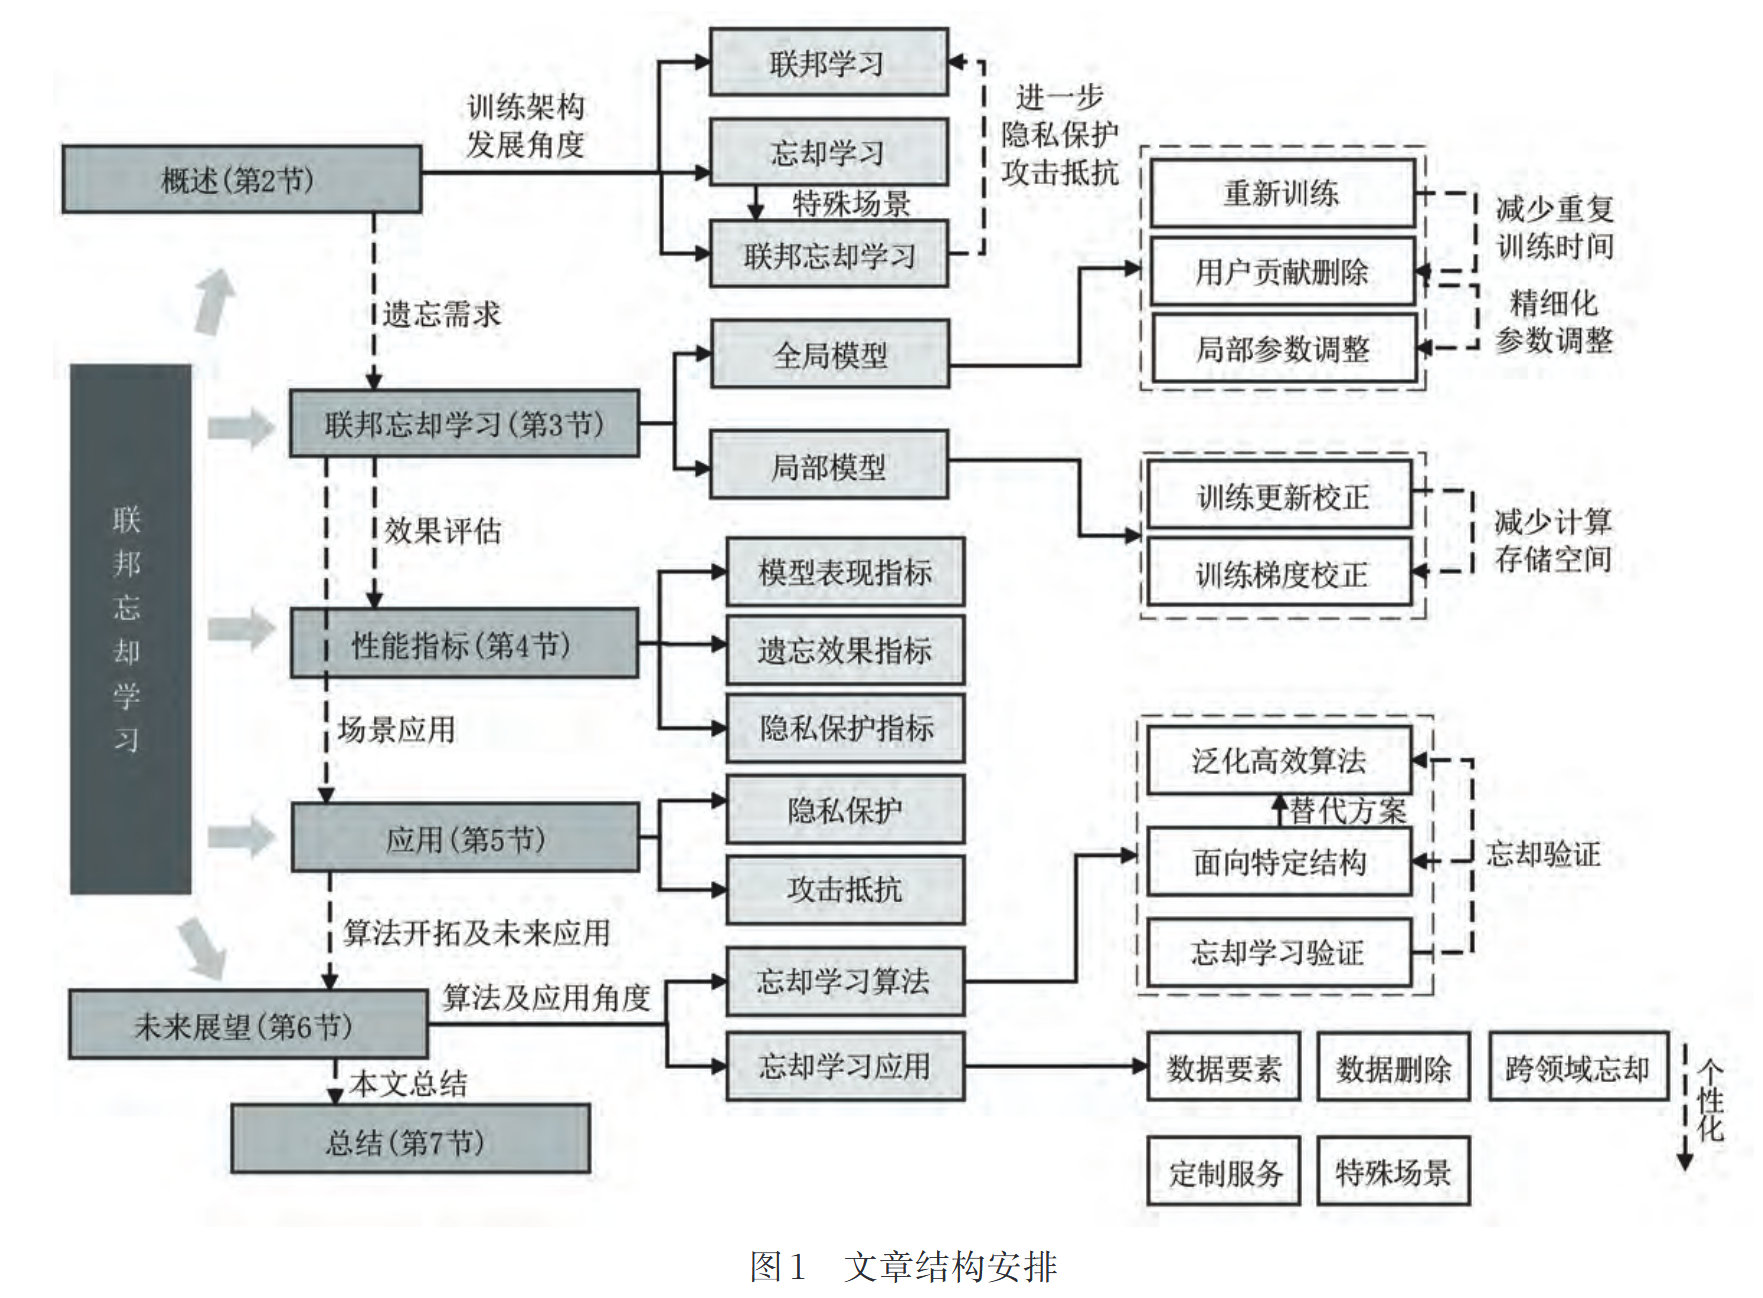 联邦忘却学习
概述(第2节)
训练架构
发展角度
联邦学习
忘却学习
特殊场景
联邦忘却学习
进一步
隐私保护
攻击抵抗
遗忘需求
联邦忘却学习(第3节)
全局模型
局部模型
重新训练
用户贡献删除
局部参数调整
减少重复
训练时间
精细化
参数调整
训练更新校正
训练梯度校正
减少计算
存储空间
效果评估
性能指标(第4节)
模型表现指标
遗忘效果指标
隐私保护指标
场景应用
应用(第5节)
隐私保护
攻击抵抗
算法开拓及未来应用
未来展望(第6节)
算法及应用角度
忘却学习算法
忘却学习应用
泛化高效算法
替代方案
面向特定结构
忘却学习验证
忘却验证
数据要素
数据删除
跨领域忘却
定制服务
特殊场景
个性化
本文总结
总结(第7节)
图1 文章结构安排